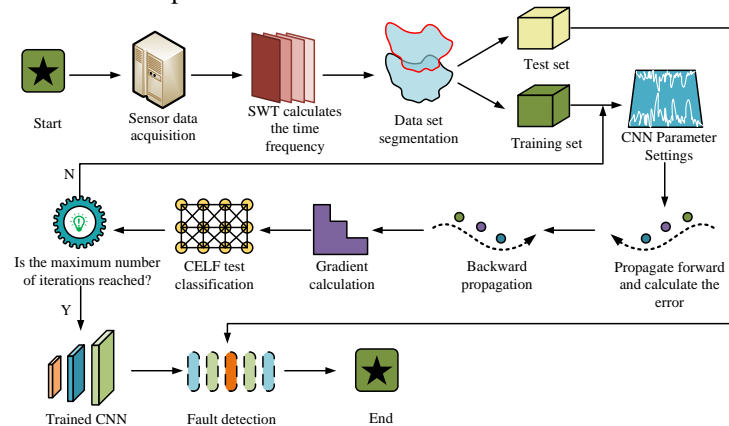 Start
Sensor data
acquisition
SWT calculates
the time
frequency
Data set
segmentation
Test set
Training set
CNN Parameter
Settings
N
Is the maximum number
of iterations reached?
CELF test
classification
Gradient
calculation
Backward
propagation
Propagate forward
and calculate the
error
Y
Trained CNN
Fault detection
End